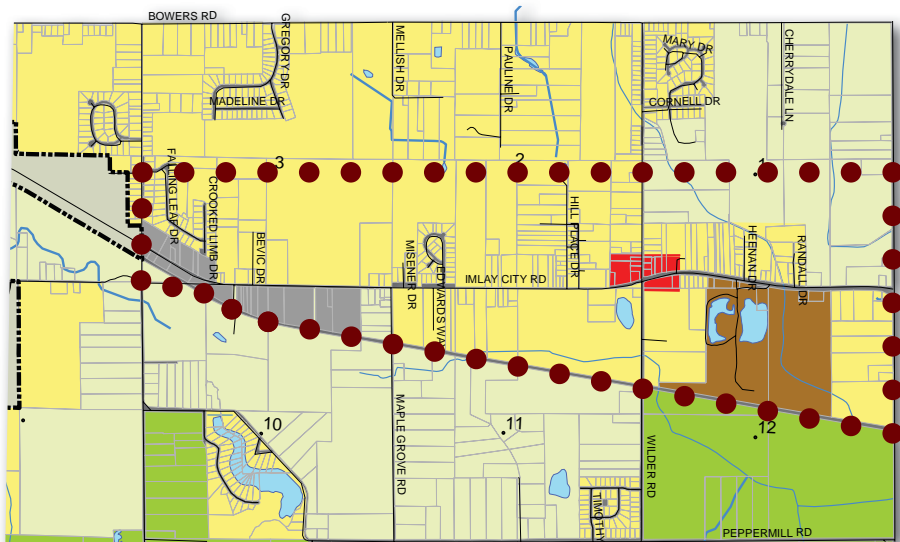 BOWERS RD
GREGORY DR
MELLISH DR
PAULINE DR
MARY DR
CHERRYDALE LN
MADELINE DR
CORNELL DR
3
2
1
FALLING LEAF DR
CROOKED LIMB DR
BEVIC DR
MISENER DR
EDWARDS WAY
HILL PLACE DR
HEENAN DR
RANDALL DR
IMLAY CITY RD
10
11
12
MAPLE GROVE RD
WILDER RD
TIMOTHY
PEPPERMILL RD